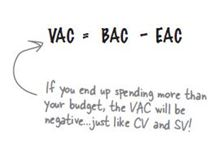 VAC = BAC - EAC
If you end up spending more than
your budget, the VAC will be
negative...just like CV and SV!